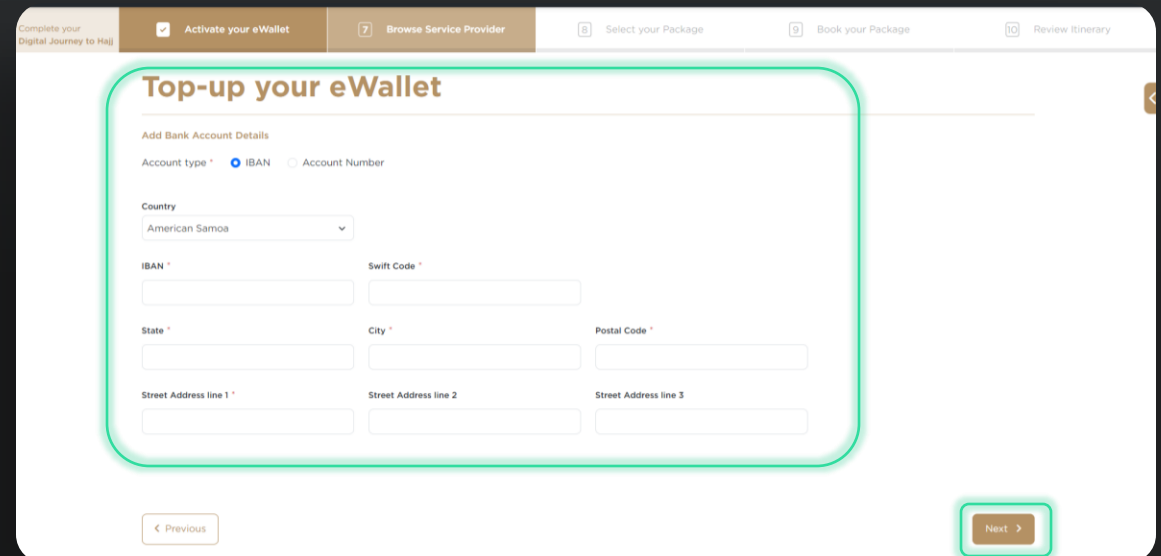 Complete your
Digital Journey to Hajj
Activate your eWallet
7 Browse Service Provider
8 Select your Package
9 Book your Package
10 Review Itinerary
Top-up your eWallet
Add Bank Account Details
Account type * IBAN Account Number
Country
American Samoa
IBAN * Swift Code *
State * City * Postal Code *
Street Address line 1 * Street Address line 2 Street Address line 3
Previous Next